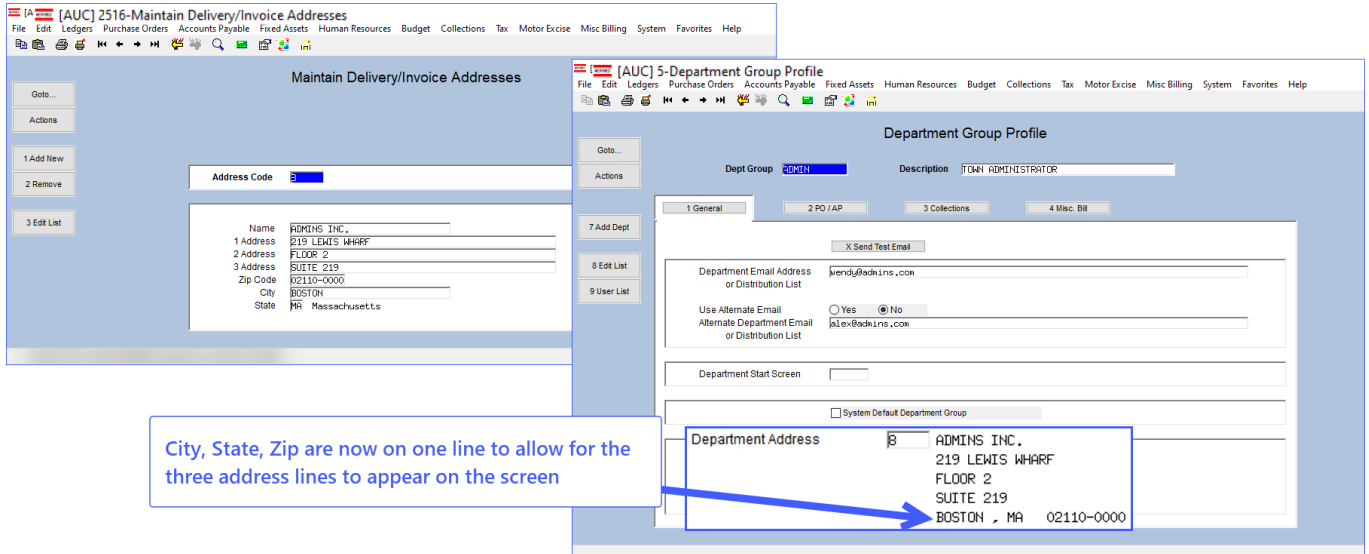 [AUC] 2516-Maintain Delivery/Invoice Addresses
File Edit Ledgers Purchase Orders Accounts Payable Fixed Assets Human Resources Budget Collections Tax Motor Excise Misc Billing System Favorites Help
Maintain Delivery/Invoice Addresses
Goto...
Actions
1 Add New
2 Remove
3 Edit List
Address Code
Name ADMINS INC.
1 Address 219 LEWIS WHARF
2 Address FLOOR 2
3 Address SUITE 219
Zip Code 02110-0000
City BOSTON
State MA Massachusetts
[AUC] 5-Department Group Profile
File Edit Ledgers Purchase Orders Accounts Payable Fixed Assets Human Resources Budget Collections Tax Motor Excise Misc Billing System Favorites Help
Department Group Profile
Goto...
Actions
7 Add Dept
8 Edit List
9 User List
Dept Group ADMIN Description TOWN ADMINISTRATOR
1 General 2 PO / AP 3 Collections 4 Misc. Bill
X Send Test Email
Department Email Address wendy@admins.com
or Distribution List
Use Alternate Email Yes No
Alternate Department Email alex@admins.com
or Distribution List
Department Start Screen
System Default Department Group
Department Address 8 ADMINS INC.
219 LEWIS WHARF
FLOOR 2
SUITE 219
BOSTON , MA 02110-0000
City, State, Zip are now on one line to allow for the
three address lines to appear on the screen